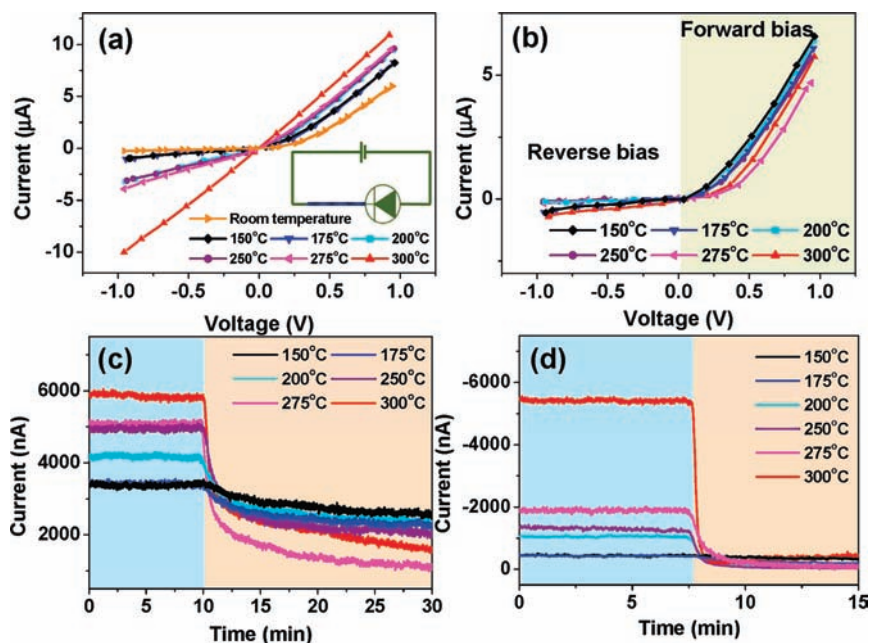 (a)
Current (μA)
10
5
0
-5
-10
Room temperature
150°C 175°C 200°C
250°C 275°C 300°C
-1.0 -0.5 0.0 0.5 1.0
Voltage (V)
(b)
Forward bias
Reverse bias
Current (μA)
5
0
150°C 175°C 200°C
250°C 275°C 300°C
-1.0 -0.5 0.0 0.5 1.0
Voltage (V)
(c)
150°C 175°C
200°C 250°C
275°C 300°C
Current (nA)
6000
4000
2000
0 5 10 15 20 25 30
Time (min)
(d)
150°C
175°C
200°C
250°C
275°C
300°C
Current (nA)
-6000
-4000
-2000
0
0 5 10 15
Time (min)